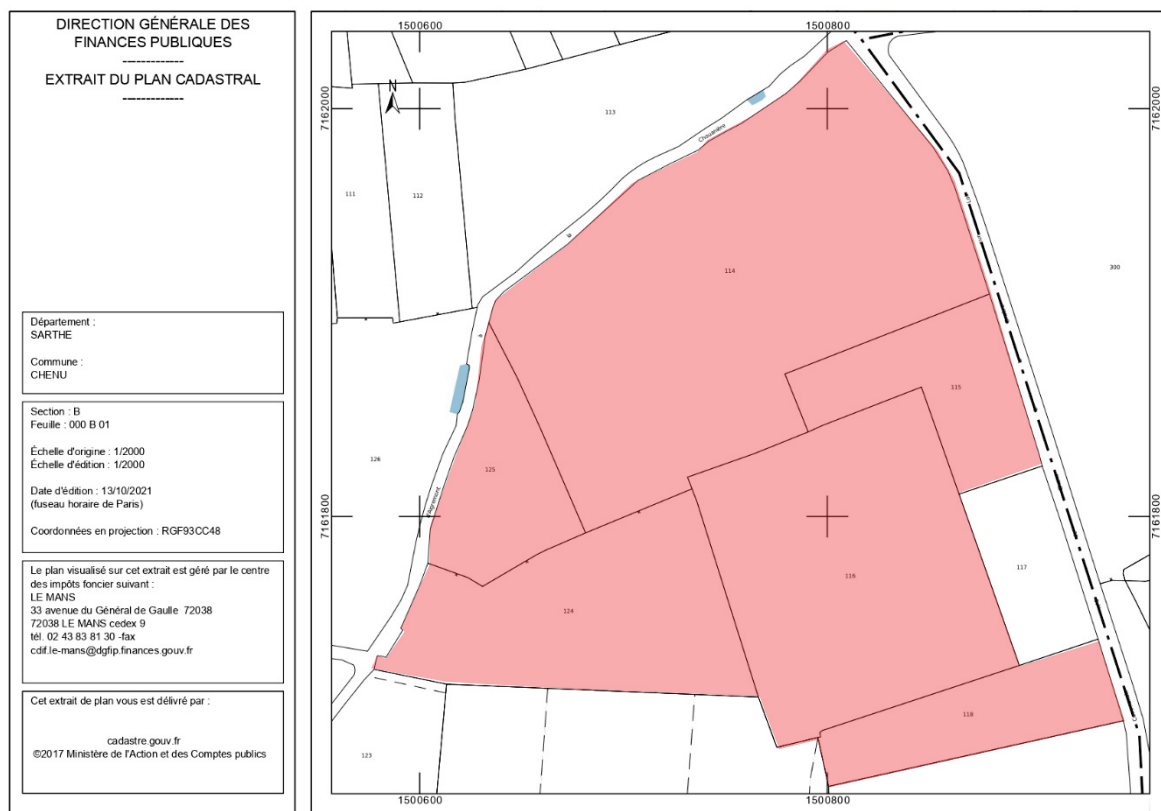 DIRECTION GÉNÉRALE DES
FINANCES PUBLIQUES
-------------
EXTRAIT DU PLAN CADASTRAL
-------------
Département :
SARTHE
Commune :
CHENU
Section : B
Feuille : 000 B 01
Échelle d'origine : 1/2000
Échelle d'édition : 1/2000
Date d'édition : 13/10/2021
(fuseau horaire de Paris)
Coordonnées en projection : RGF93CC48
Le plan visualisé sur cet extrait est géré par le centre
des impôts foncier suivant :
LE MANS
33 avenue du Général de Gaulle 72038
72038 LE MANS cedex 9
tél. 02 43 83 81 30 -fax
cdif.le-mans@dgfip.finances.gouv.fr
Cet extrait de plan vous est délivré par :
cadastre.gouv.fr
©2017 Ministère de l'Action et des Comptes publics
1500600
1500800
7162000
7162000
N
113
Chouanière
111
112
114
300
115
126
125
d'Aigremont
7161800
7161800
117
116
124
118
123
1500600
1500800